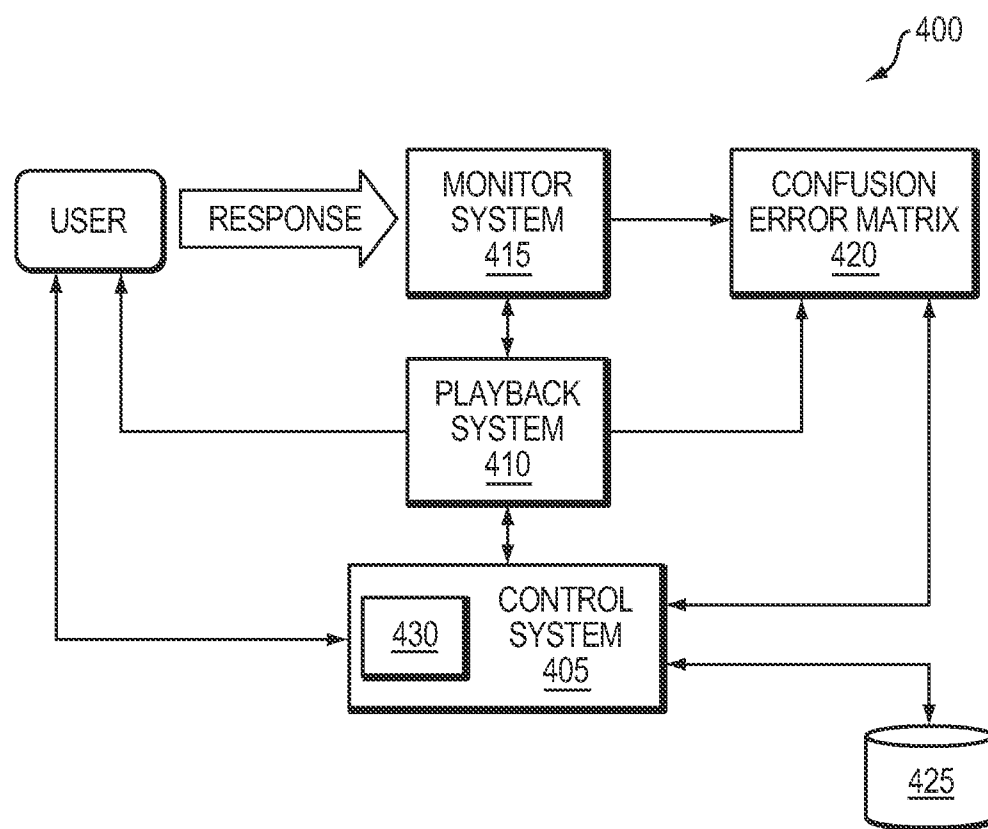 400
USER
RESPONSE
MONITOR
SYSTEM
415
CONFUSION
ERROR MATRIX
420
PLAYBACK
SYSTEM
410
430
CONTROL
SYSTEM
405
425